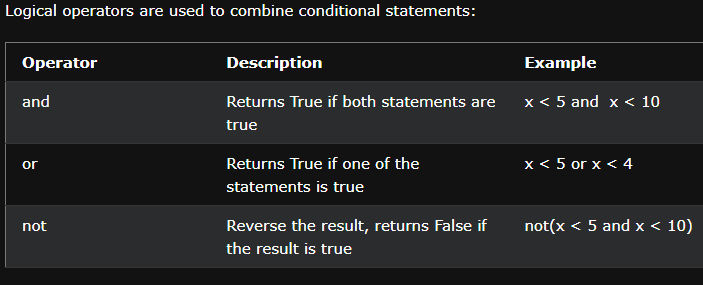 Logical operators are used to combine conditional statements:
Operator Description Example
and Returns True if both statements are x < 5 and  x < 10
true
or Returns True if one of the x < 5 or x < 4
statements is true
not Reverse the result, returns False if not(x < 5 and x < 10)
the result is true